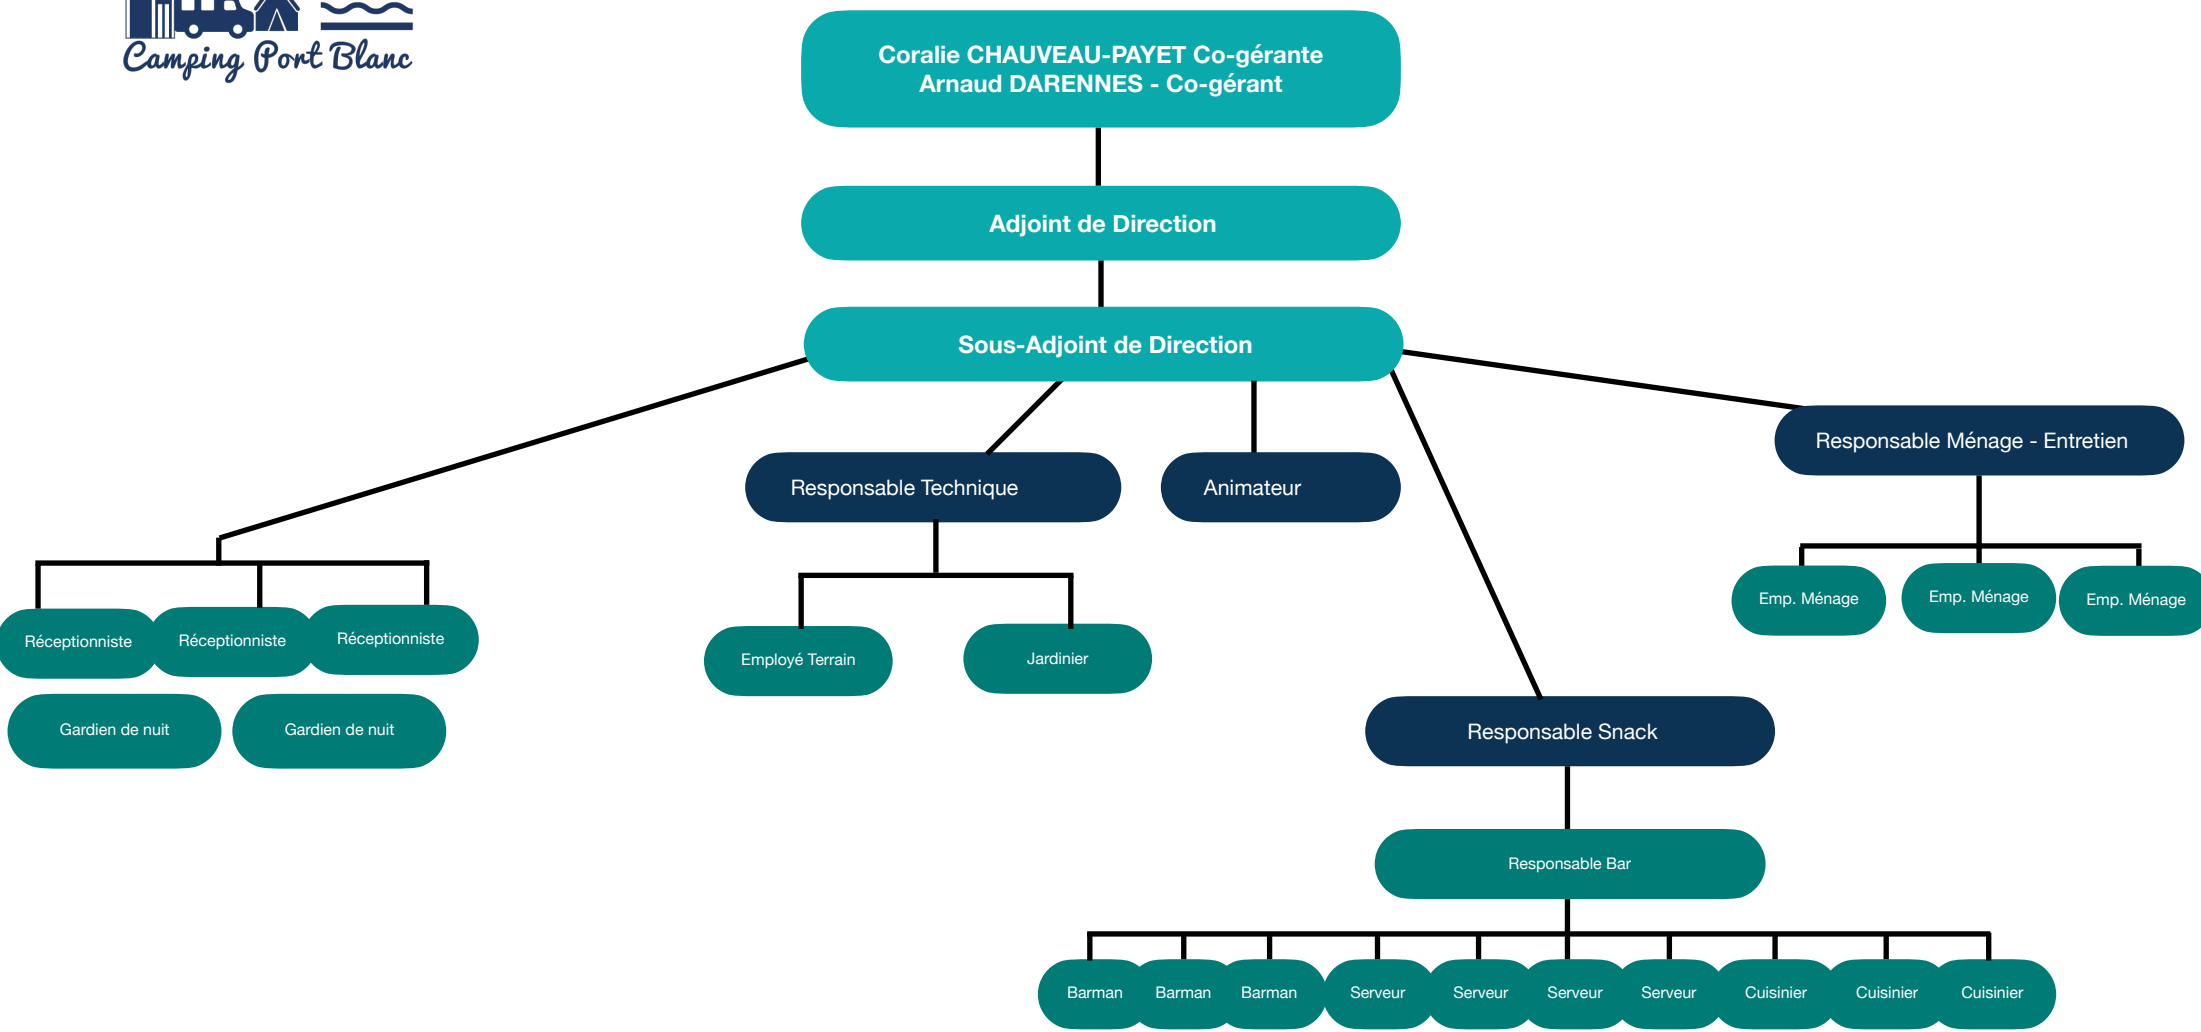 Camping Port Blanc
Coralie CHAUVEAU-PAYET Co-gérante
Arnaud DARENNES - Co-gérant
Adjoint de Direction
Sous-Adjoint de Direction
Responsable Ménage - Entretien
Responsable Technique
Animateur
Emp. Ménage
Emp. Ménage
Emp. Ménage
Réceptionniste
Réceptionniste
Réceptionniste
Employé Terrain
Jardinier
Gardien de nuit
Gardien de nuit
Responsable Snack
Responsable Bar
Barman
Barman
Barman
Serveur
Serveur
Serveur
Serveur
Cuisinier
Cuisinier
Cuisinier